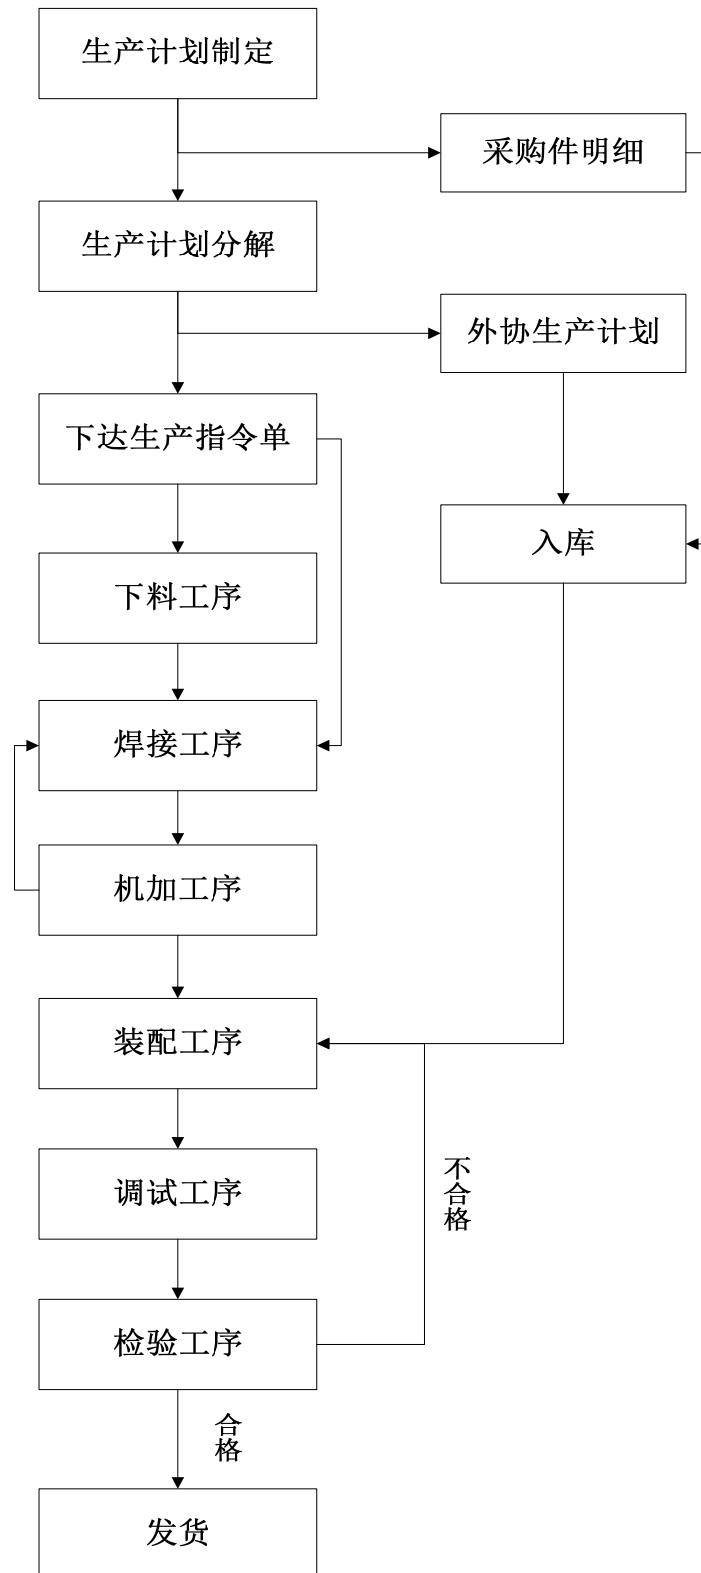 生产计划制定
采购件明细
生产计划分解
外协生产计划
下达生产指令单
入库
下料工序
焊接工序
机加工序
装配工序
调试工序
不合格
检验工序
合格
发货